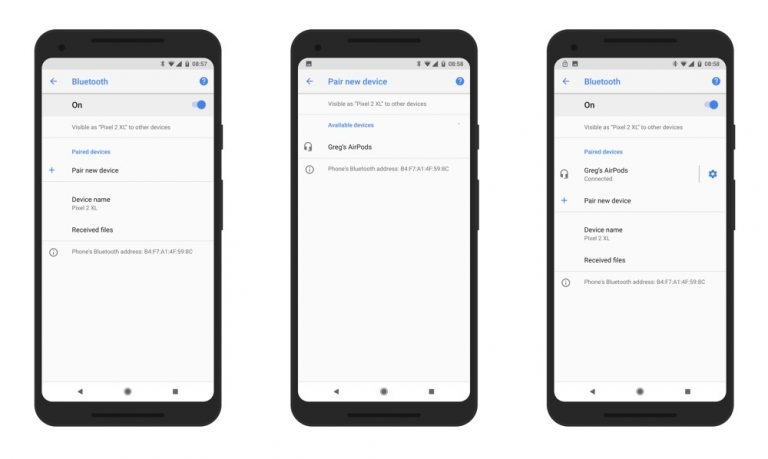 08:57
Bluetooth
On
Visible as "Pixel 2 XL" to other devices
Paired devices
Pair new device
Device name
Pixel 2 XL
Received files
Phone's Bluetooth address: B4:F7:A1:4F:59:8C
08:58
Pair new device
Visible as "Pixel 2 XL" to other devices
Available devices
Greg's AirPods
Phone's Bluetooth address: B4:F7:A1:4F:59:8C
08:58
Bluetooth
On
Visible as "Pixel 2 XL" to other devices
Paired devices
Greg's AirPods
Connected
Pair new device
Device name
Pixel 2 XL
Received files
Phone's Bluetooth address: B4:F7:A1:4F:59:8C